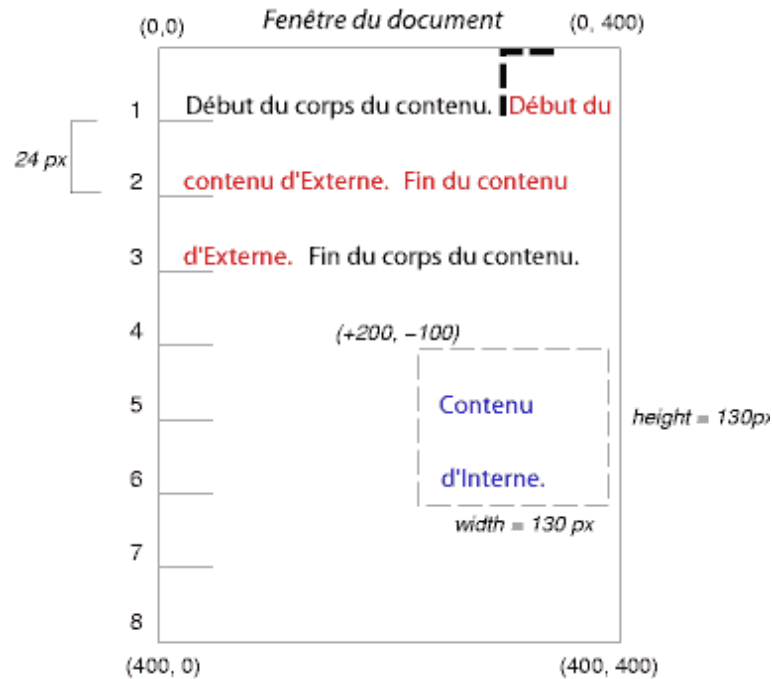 Fenêtre du document
(0,0) (0, 400)
1 Début du corps du contenu. Début du
24 px
2 contenu d'Externe. Fin du contenu
3 d'Externe. Fin du corps du contenu.
4 (+200, −100)
5 Contenu
height = 130px
6 d'Interne.
width = 130 px
7
8
(400, 0) (400, 400)